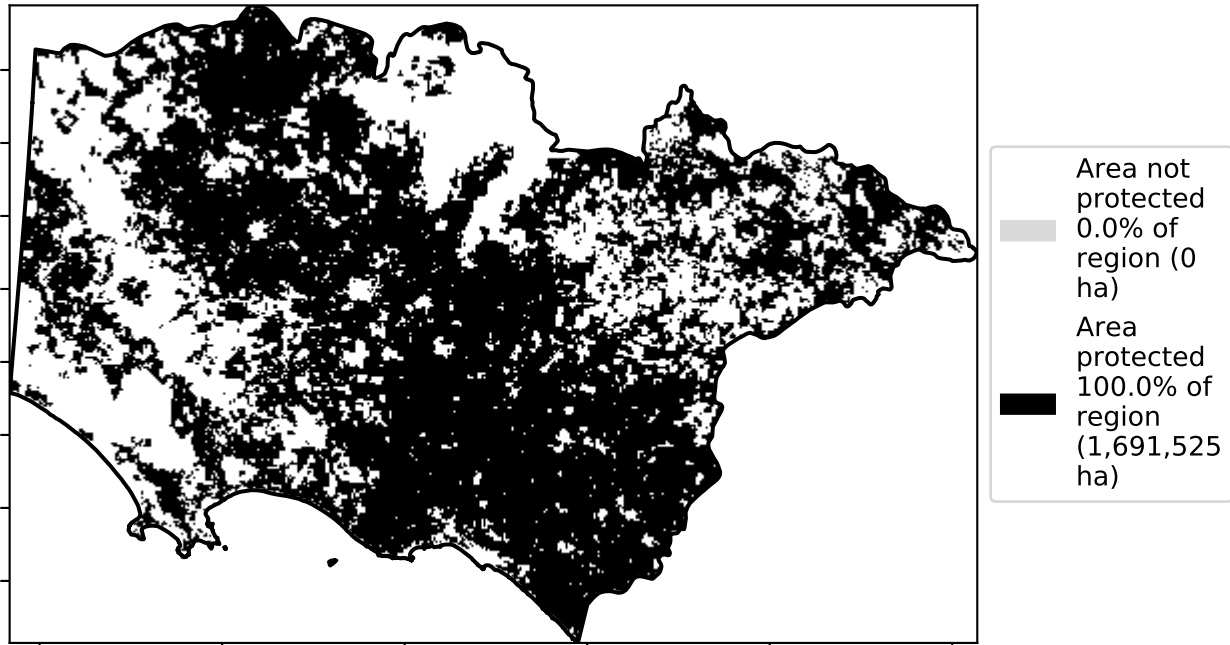 Area not
protected
0.0% of
region (0
ha)
Area
protected
100.0% of
region
(1,691,525
ha)